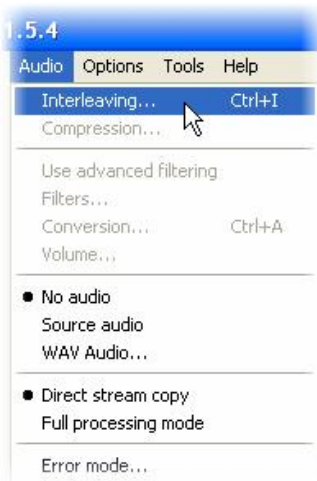 1.5.4
Audio Options Tools Help
Interleaving... Ctrl+I
Compression...
Use advanced filtering
Filters...
Conversion... Ctrl+A
Volume...
No audio
Source audio
WAV Audio...
Direct stream copy
Full processing mode
Error mode...